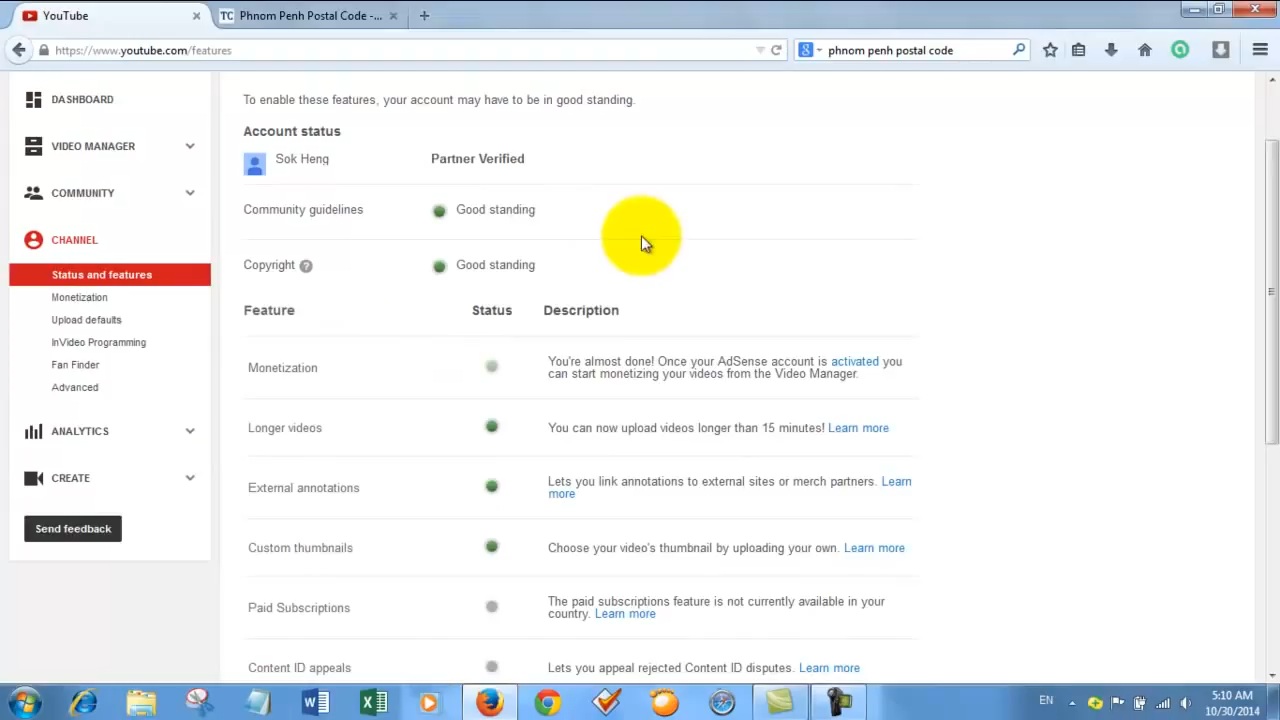 YouTube
TC Phnom Penh Postal Code -...
https://www.youtube.com/features
8
phnom penh postal code
DASHBOARD
VIDEO MANAGER
COMMUNITY
CHANNEL
Status and features
Monetization
Upload defaults
InVideo Programming
Fan Finder
Advanced
ANALYTICS
CREATE
Send feedback
To enable these features, your account may have to be in good standing.
Account status
Sok Heng Partner Verified
Community guidelines Good standing
Copyright ? Good standing
Feature Status Description
Monetization
You're almost done! Once your AdSense account is activated you
can start monetizing your videos from the Video Manager.
Longer videos
You can now upload videos longer than 15 minutes! Learn more
External annotations
Lets you link annotations to external sites or merch partners. Learn
more
Custom thumbnails
Choose your video's thumbnail by uploading your own. Learn more
Paid Subscriptions
The paid subscriptions feature is not currently available in your
country. Learn more
Content ID appeals
Lets you appeal rejected Content ID disputes. Learn more
EN
5:10 AM
10/30/2014